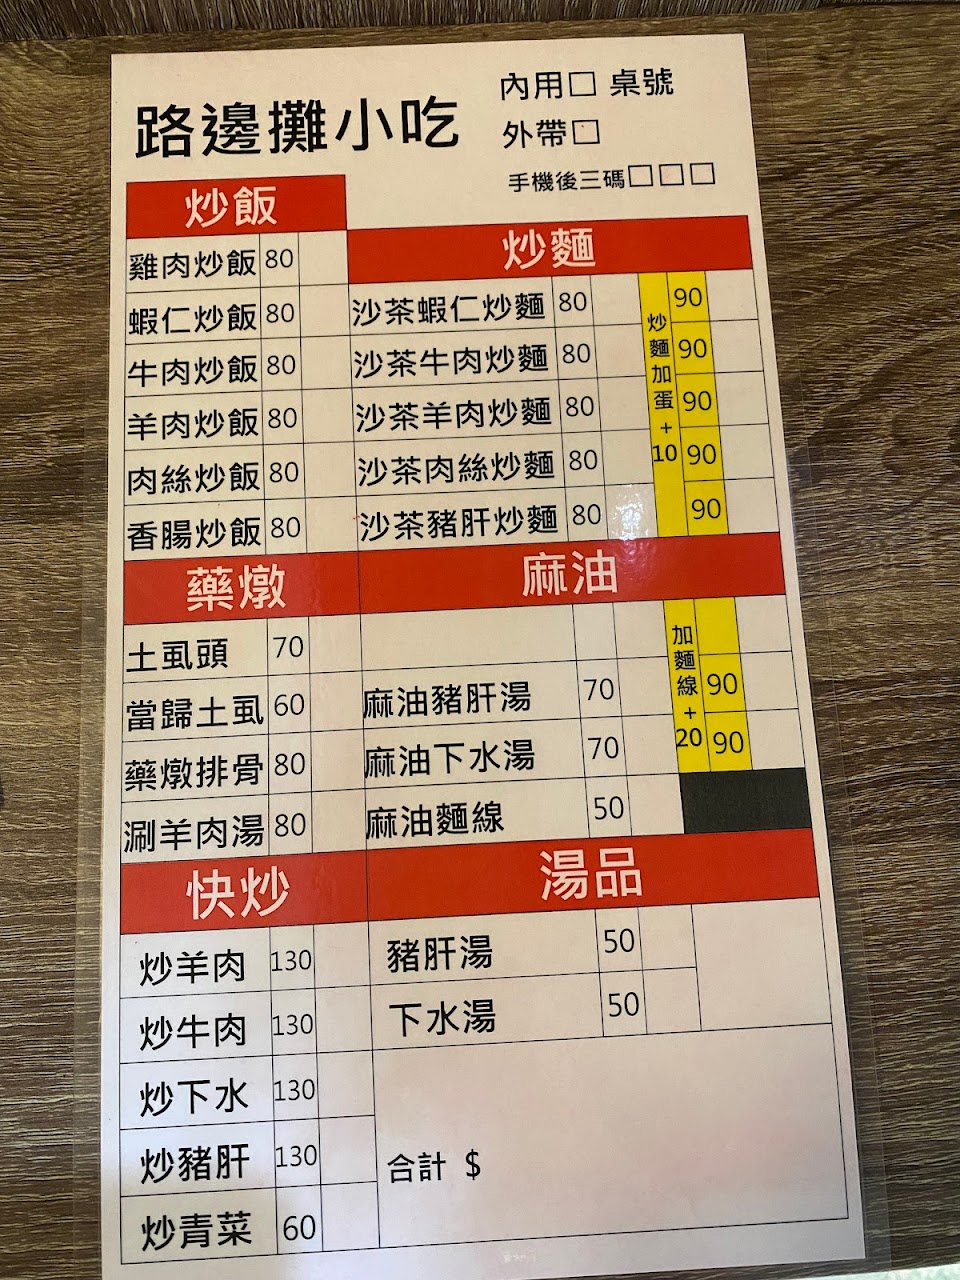 路邊攤小吃
內用□ 桌號
外帶□
手機後三碼□□□
炒飯
雞肉炒飯 80
蝦仁炒飯 80
牛肉炒飯 80
羊肉炒飯 80
肉絲炒飯 80
香腸炒飯 80
炒麵
沙茶蝦仁炒麵 80 90
沙茶牛肉炒麵 80 90
沙茶羊肉炒麵 80 90
沙茶肉絲炒麵 80 90
沙茶豬肝炒麵 80 90
炒麵加蛋+10
藥燉
土虱頭 70
當歸土虱 60
藥燉排骨 80
涮羊肉湯 80
麻油
麻油豬肝湯 70 90
麻油下水湯 70 90
麻油麵線 50
加麵線+20
快炒
炒羊肉 130
炒牛肉 130
炒下水 130
炒豬肝 130
炒青菜 60
湯品
豬肝湯 50
下水湯 50
合計 $